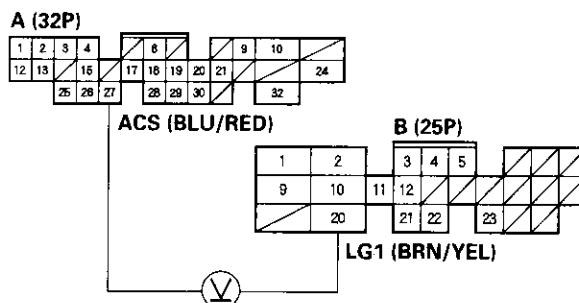 A (32P)
1 2 3 4 6 9 10
12 13 15 17 18 19 20 21 24
25 26 27 28 29 30 32
ACS (BLU/RED)
B (25P)
1 2 3 4 5
9 10 11 12
20 21 22 23
LG1 (BRN/YEL)
V